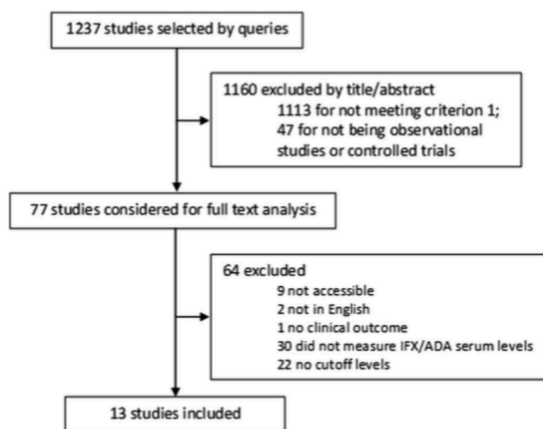 1237 studies selected by queries
1160 excluded by title/abstract
1113 for not meeting criterion 1;
47 for not being observational
studies or controlled trials
77 studies considered for full text analysis
64 excluded
9 not accessible
2 not in English
1 no clinical outcome
30 did not measure IFX/ADA serum levels
22 no cutoff levels
13 studies included